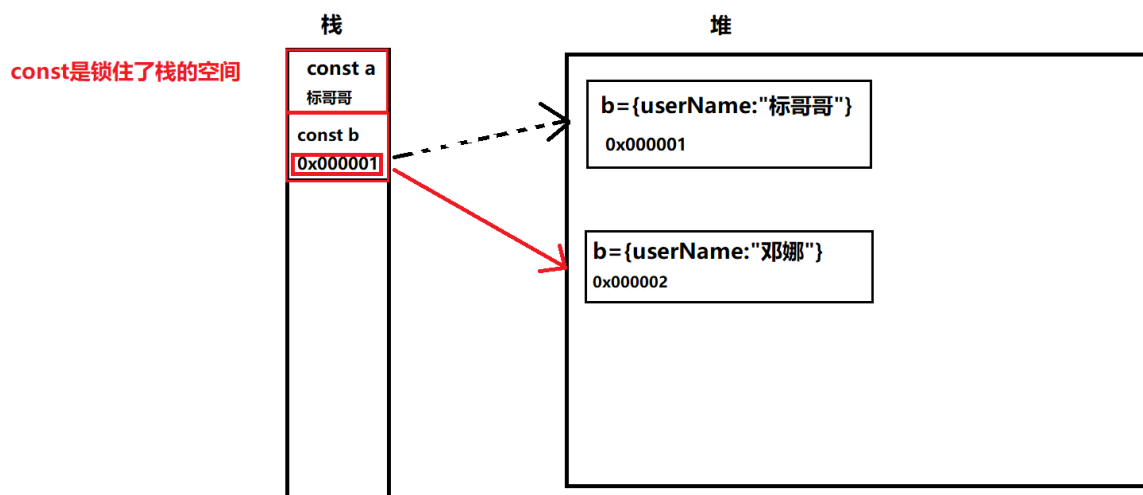 栈
堆
const是锁住了栈的空间
const a
标哥哥
const b
0x000001
b={userName:"标哥哥"}
0x000001
b={userName:"邓娜"}
0x000002